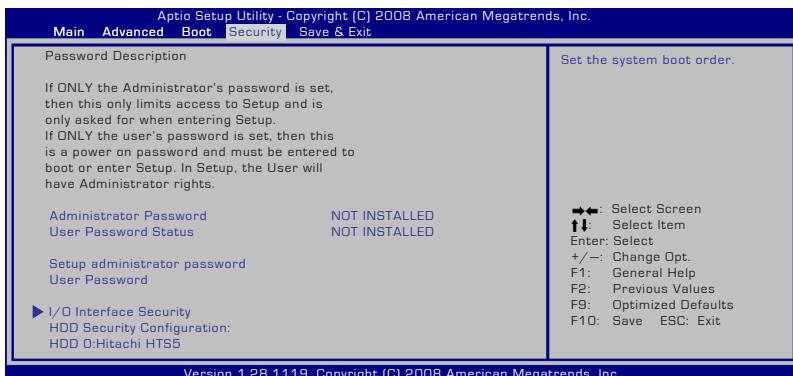 Aptio Setup Utility - Copyright (C) 2008 American Megatrends, Inc.
Main Advanced Boot Security Save & Exit
Password Description
If ONLY the Administrator's password is set,
then this only limits access to Setup and is
only asked for when entering Setup.
If ONLY the user's password is set, then this
is a power on password and must be entered to
boot or enter Setup. In Setup, the User will
have Administrator rights.
Administrator Password NOT INSTALLED
User Password Status NOT INSTALLED
Setup administrator password
User Password
I/O Interface Security
HDD Security Configuration:
HDD 0:Hitachi HTS5
Set the system boot order.
→←: Select Screen
↑↓: Select Item
Enter: Select
+/—: Change Opt.
F1: General Help
F2: Previous Values
F9: Optimized Defaults
F10: Save ESC: Exit
Version 1.28.1119. Copyright (C) 2008 American Megatrends, Inc.